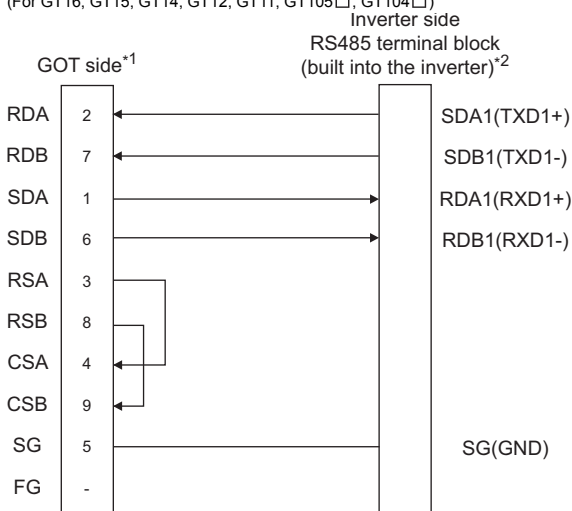 (For GT16, GT15, GT14, GT12, GT11, GT105□, GT104□)
Inverter side
RS485 terminal block
(built into the inverter)*2
GOT side*1
RDA 2 SDA1(TXD1+)
RDB 7 SDB1(TXD1-)
SDA 1 RDA1(RXD1+)
SDB 6 RDB1(RXD1-)
RSA 3
RSB 8
CSA 4
CSB 9
SG 5 SG(GND)
FG -